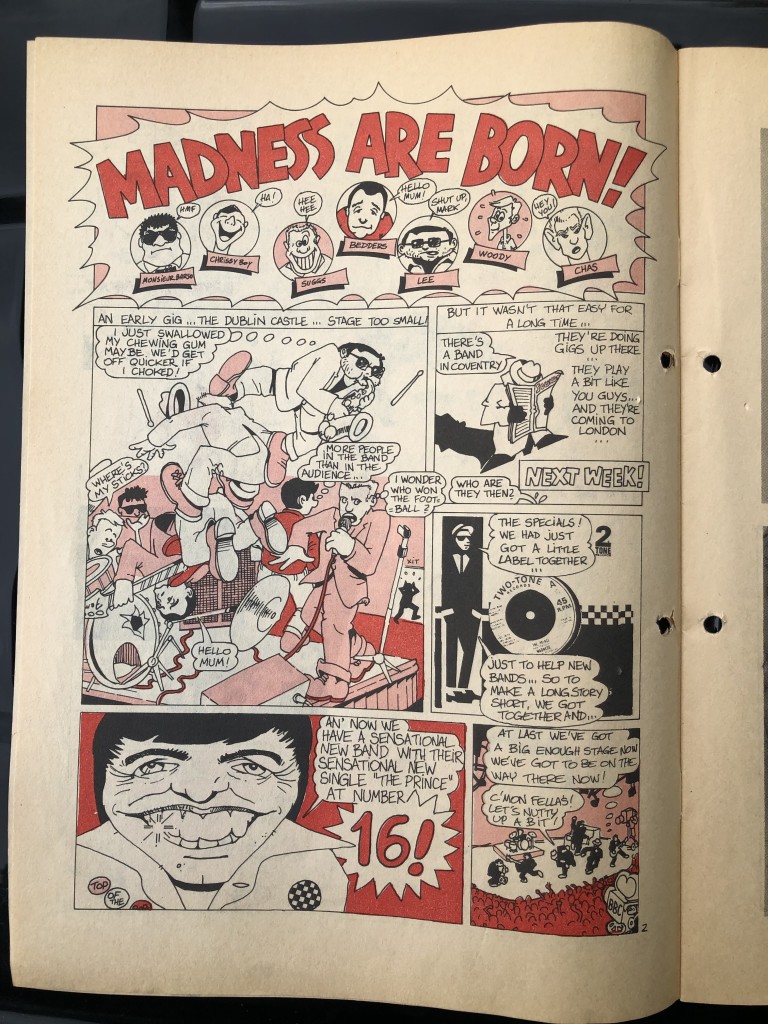 MADNESS ARE BORN!
HMF
HA!
HEE
HEE
HELLO
MUM!
SHUT UP,
MARK
HEY,
YOU
MONSIEUR BARSO
CHRISSY BOY
SUGGS
BEDDERS
LEE
WOODY
CHAS
AN EARLY GIG ... THE DUBLIN CASTLE ... STAGE TOO SMALL!
I JUST SWALLOWED
MY CHEWING GUM
MAYBE, WE'D GET
OFF QUICKER IF
I CHOKED!
MORE PEOPLE
IN THE BAND
THAN IN THE
AUDIENCE...
WHERE'S
MY STICKS?
I WONDER
WHO WON
THE FOOT=
=BALL?
XIT
HELLO
MUM!
BUT IT WASN'T THAT EASY FOR
A LONG TIME...
THERE'S
A BAND
IN COVENTRY
THEY'RE DOING
GIGS UP THERE
...
THEY PLAY
A BIT LIKE
YOU GUYS...
AND THEY'RE
COMING TO
LONDON
...
NEXT WEEK!
WHO ARE
THEY THEN?
THE SPECIALS!
WE HAD JUST
GOT A LITTLE
LABEL TOGETHER
...
2
TONE
TWO-TONE A
RECORDS
45
R.P.M
JUST TO HELP NEW
BANDS... SO TO
MAKE A LONG STORY
SHORT, WE GOT
TOGETHER AND...
AN' NOW WE
HAVE A SENSATIONAL
NEW BAND WITH THEIR
SENSATIONAL NEW
SINGLE "THE PRINCE"
AT NUMBER
16!
TOP
OF
THE
AT LAST WE'VE GOT
A BIG ENOUGH STAGE NOW
WE'VE GOT TO BE ON THE
WAY THERE NOW!
C'MON FELLAS!
LET'S NUTTY
UP A BIT!
BBC
2